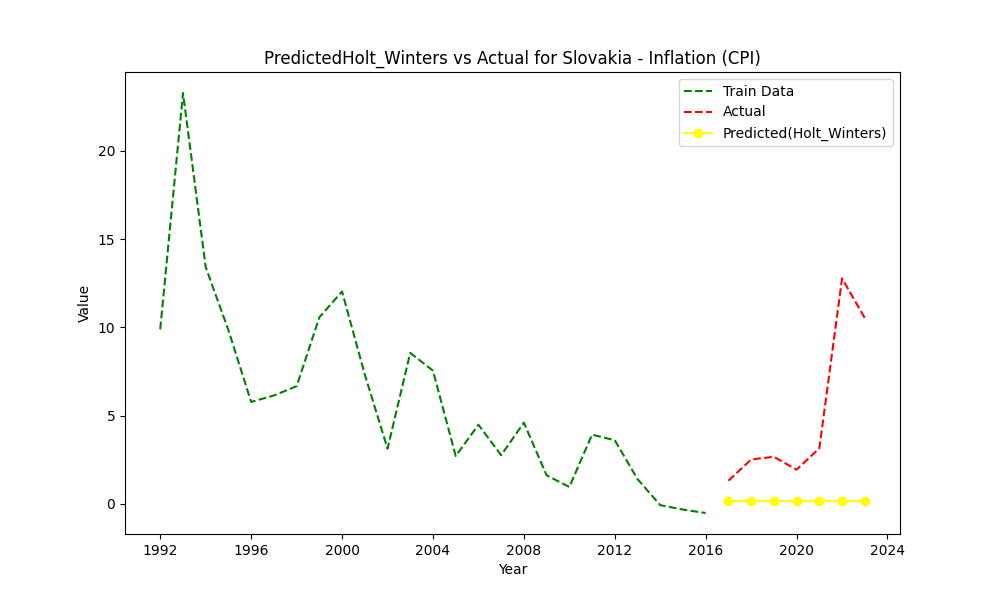 PredictedHolt_Winters vs Actual for Slovakia - Inflation (CPI)
Train Data
Actual
Predicted(Holt_Winters)
Value
20
15
10
5
0
1992 1996 2000 2004 2008 2012 2016 2020 2024
Year